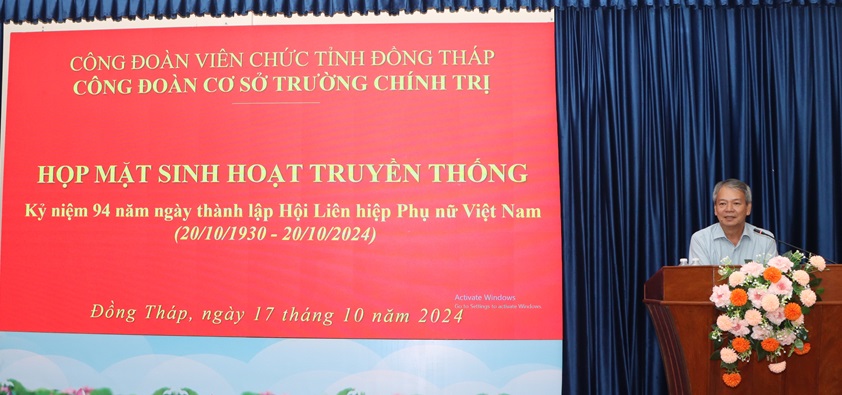 CÔNG ĐOÀN VIÊN CHỨC TỈNH ĐỒNG THÁP
CÔNG ĐOÀN CƠ SỞ TRƯỜNG CHÍNH TRỊ
HỌP MẶT SINH HOẠT TRUYỀN THỐNG
Kỷ niệm 94 năm ngày thành lập Hội Liên hiệp Phụ nữ Việt Nam
(20/10/1930 - 20/10/2024)
Activate Windows
Go to Settings to activate Windows.
Đồng Tháp, ngày 17 tháng 10 năm 2024